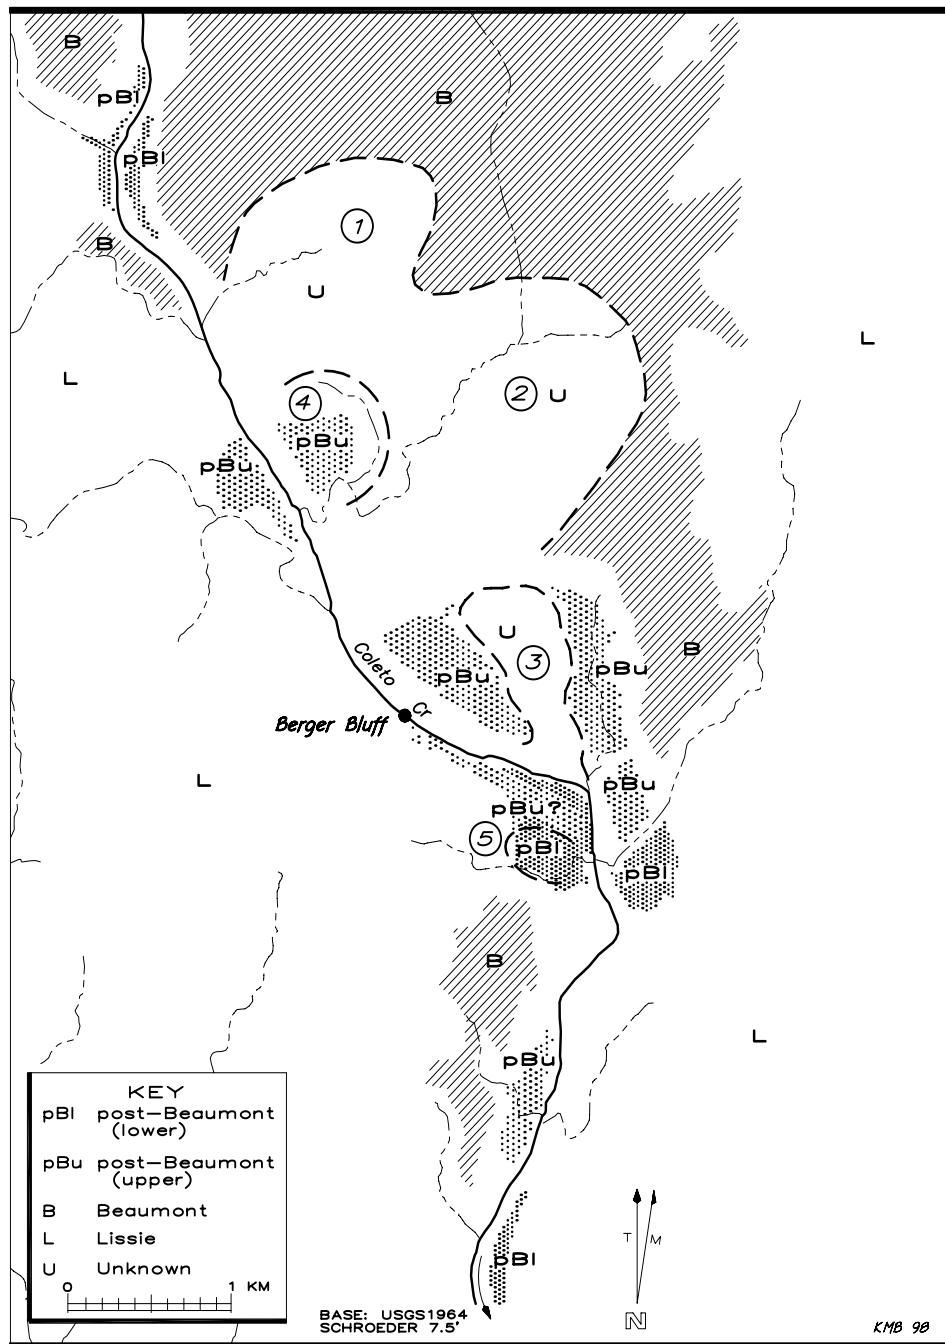 B
pBl
B
pBl
1
B
U
L
L
2 U
4
pBu
pBu
U
B
3
pBu
pBu
Coleto
Cr
Berger Bluff
L
pBu
pBu?
5
pBl
pBl
B
L
pBu
KEY
pBl post-Beaumont
(lower)
pBu post-Beaumont
(upper)
B Beaumont
L Lissie
U Unknown
0 1 KM
pBl
T M
N
BASE: USGS1964
SCHROEDER 7.5'
KMB 98